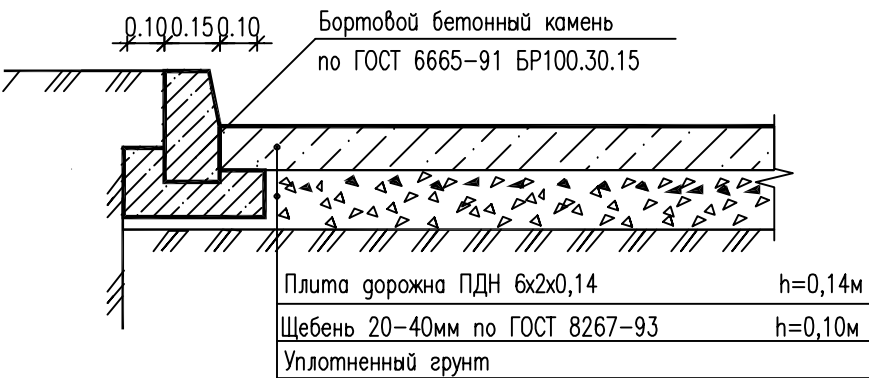 0.10 0.15 0.10 Бортовой бетонный камень
по ГОСТ 6665-91 БР100.30.15
Плита дорожна ПДН 6х2х0,14 h=0,14м
Щебень 20-40мм по ГОСТ 8267-93 h=0,10м
Уплотненный грунт